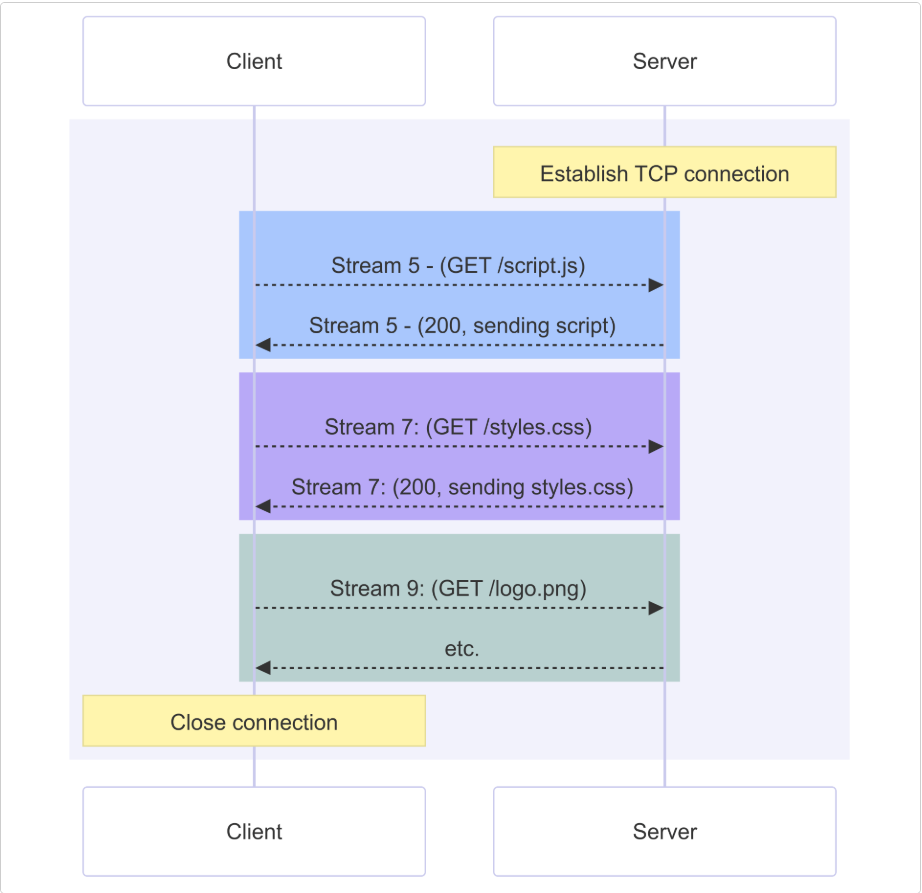 Client
Server
Establish TCP connection
Stream 5 - (GET /script.js)
Stream 5 - (200, sending script)
Stream 7: (GET /styles.css)
Stream 7: (200, sending styles.css)
Stream 9: (GET /logo.png)
etc.
Close connection
Client
Server